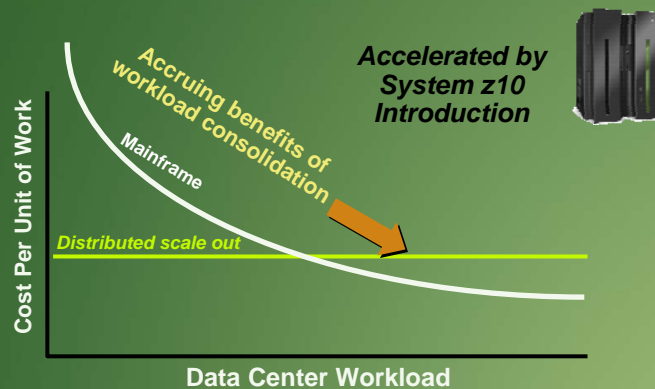 Accelerated by
System z10
Introduction
Accruing benefits of
workload consolidation
Mainframe
Distributed scale out
Cost Per Unit of Work
Data Center Workload